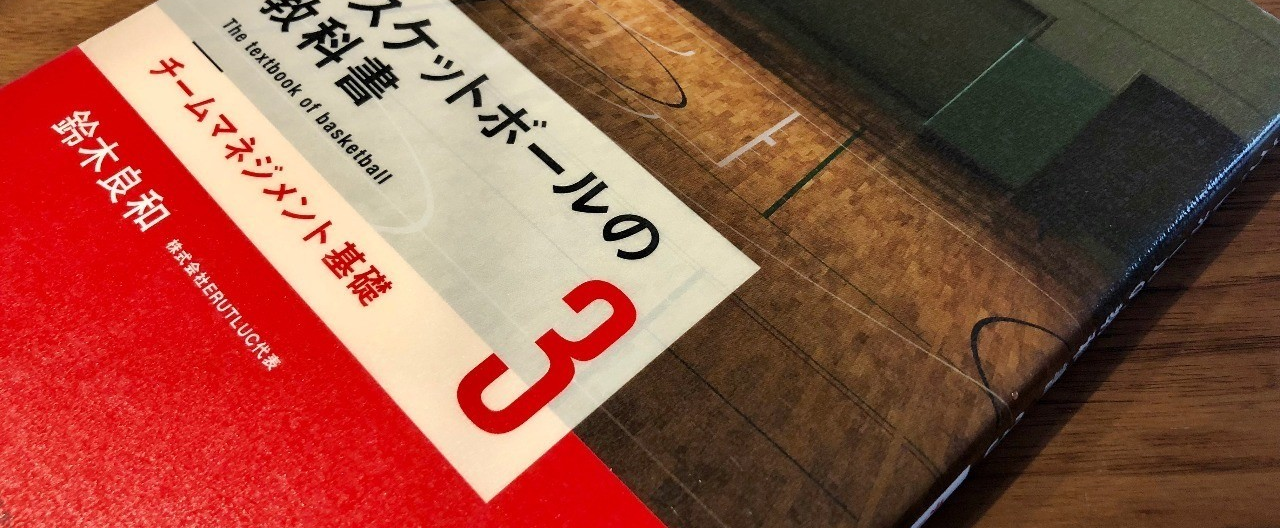 スケットボールの
教科書
The textbook of basketball
チームマネジメント基礎
3
鈴木良和
株式会社ERUTLUC代表